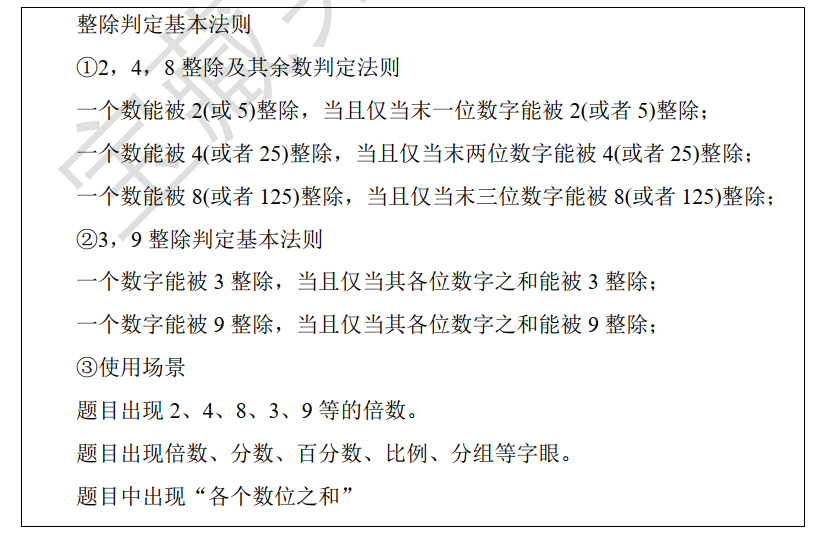 整除判定基本法则
①2，4，8 整除及其余数判定法则
一个数能被 2(或 5)整除，当且仅当末一位数字能被 2(或者 5)整除；
一个数能被 4(或者 25)整除，当且仅当末两位数字能被 4(或者 25)整除；
一个数能被 8(或者 125)整除，当且仅当末三位数字能被 8(或者 125)整除；
②3，9 整除判定基本法则
一个数字能被 3 整除，当且仅当其各位数字之和能被 3 整除；
一个数字能被 9 整除，当且仅当其各位数字之和能被 9 整除；
③使用场景
题目出现 2、4、8、3、9 等的倍数。
题目出现倍数、分数、百分数、比例、分组等字眼。
题目中出现“各个数位之和”
宝藏